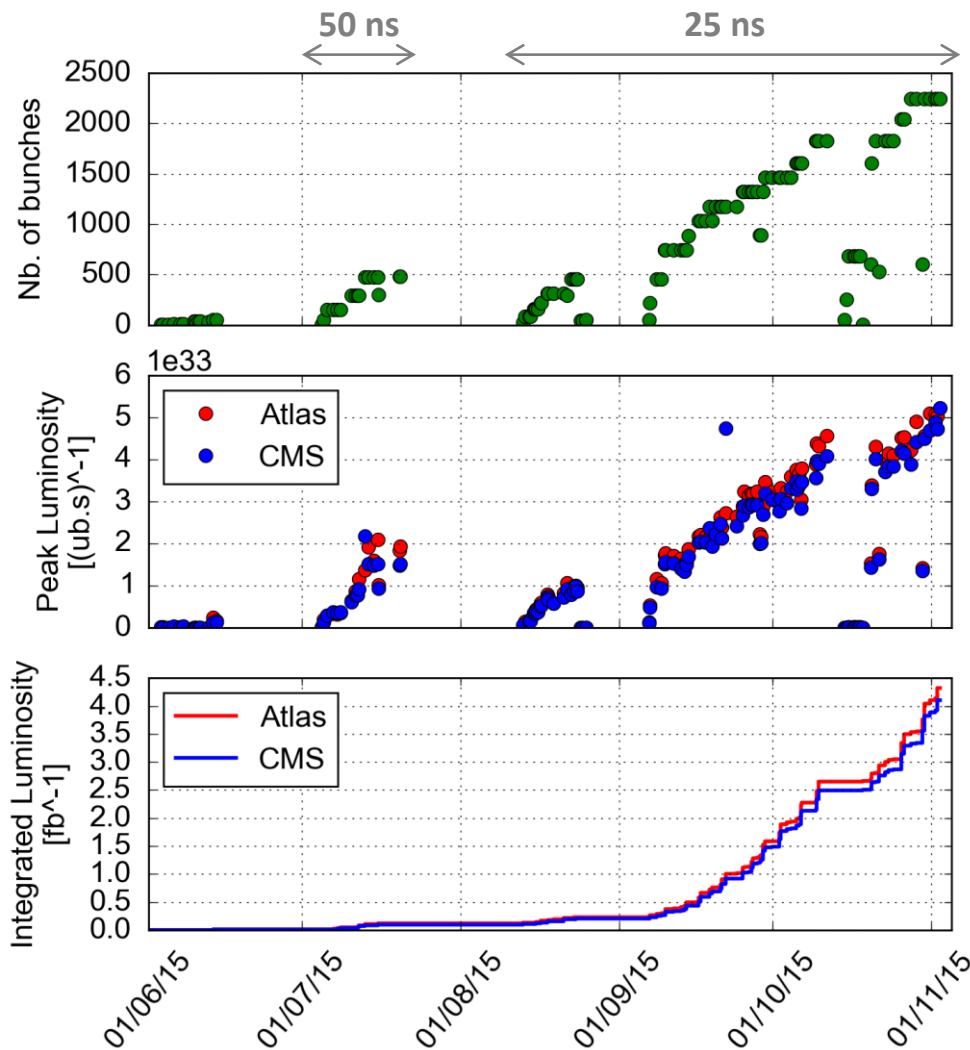 50 ns 25 ns
2500
2000
1500
1000
500
0
Nb. of bunches
1e33
6
5
4
3
2
1
0
Peak Luminosity
[(ub.s)^-1]
Atlas
CMS
4.5
4.0
3.5
3.0
2.5
2.0
1.5
1.0
0.5
0.0
Integrated Luminosity
[fb^-1]
Atlas
CMS
01/06/15 01/07/15 01/08/15 01/09/15 01/10/15 01/11/15